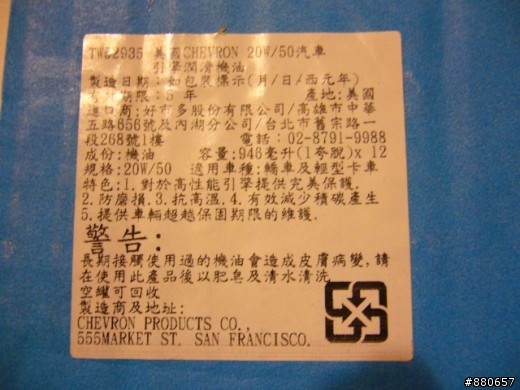 TW52935 美國CHEVRON 20W/50汽車
引擎潤滑機油
製造日期:如包裝標示(月/日/西元年)
期限:5 年 產地:美國
進口商:好市多股份有限公司/高雄市中華
五路656號及內湖分公司/台北市舊宗路一
段268號1樓 電話:02-8791-9988
成份:機油 容量:946毫升(1夸脫)x 12
規格:20W/50 適用車種:轎車及輕型卡車
特色:1.對於高性能引擎提供完美保護.
2.防磨損.3.抗高溫.4.有效減少積碳產生
5.提供車輛超越保固期限的維護.
警告:
長期接觸使用過的機油會造成皮膚病變,請
在使用此產品後以肥皂及清水清洗
空罐可回收
製造商及地址:
CHEVRON PRODUCTS CO.,
555MARKET ST. SAN FRANCISCO.
#880657